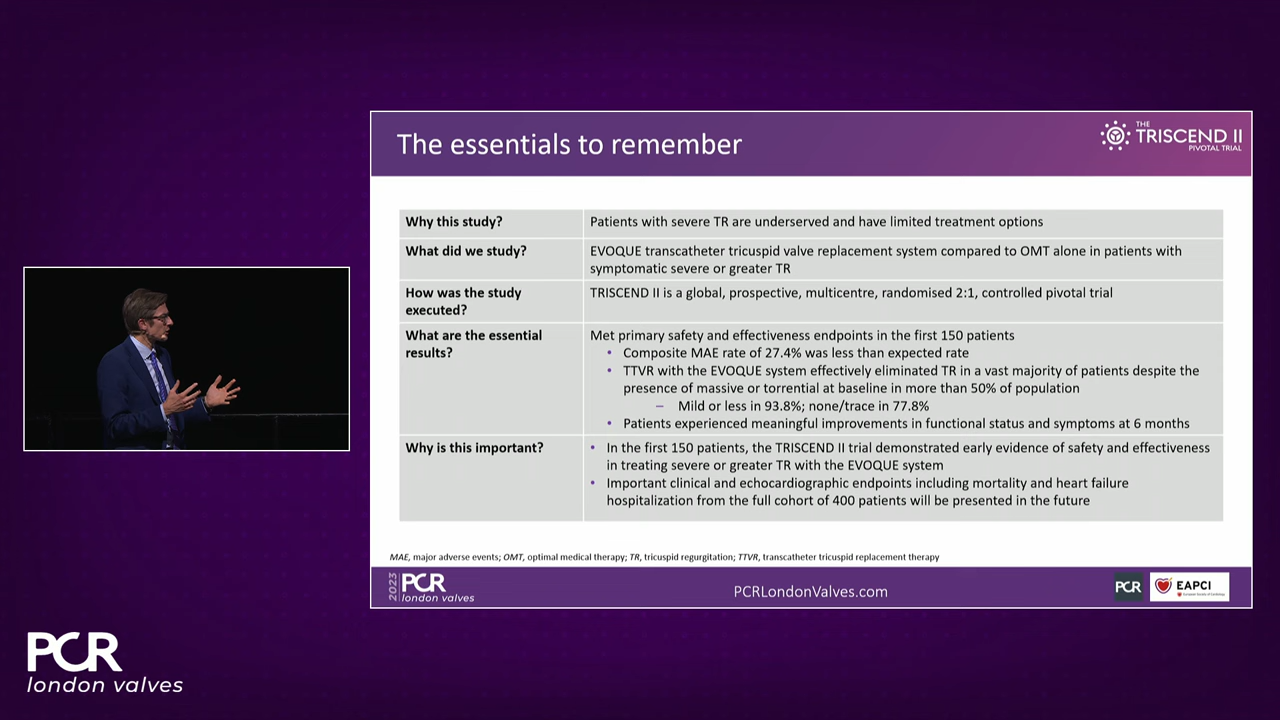 The essentials to remember
THE
TRISCEND II
PIVOTAL TRIAL
Why this study?
Patients with severe TR are underserved and have limited treatment options
What did we study?
EVOQUE transcatheter tricuspid valve replacement system compared to OMT alone in patients with
symptomatic severe or greater TR
How was the study
executed?
TRISCEND II is a global, prospective, multicentre, randomised 2:1, controlled pivotal trial
What are the essential
results?
Met primary safety and effectiveness endpoints in the first 150 patients
• Composite MAE rate of 27.4% was less than expected rate
• TTVR with the EVOQUE system effectively eliminated TR in a vast majority of patients despite the
presence of massive or torrential at baseline in more than 50% of population
– Mild or less in 93.8%; none/trace in 77.8%
• Patients experienced meaningful improvements in functional status and symptoms at 6 months
Why is this important?
• In the first 150 patients, the TRISCEND II trial demonstrated early evidence of safety and effectiveness
in treating severe or greater TR with the EVOQUE system
• Important clinical and echocardiographic endpoints including mortality and heart failure
hospitalization from the full cohort of 400 patients will be presented in the future
MAE, major adverse events; OMT, optimal medical therapy; TR, tricuspid regurgitation; TTVR, transcatheter tricuspid replacement therapy
2023
PCR
london valves
PCRLondonValves.com
PCR
EAPCI
PCR
london valves